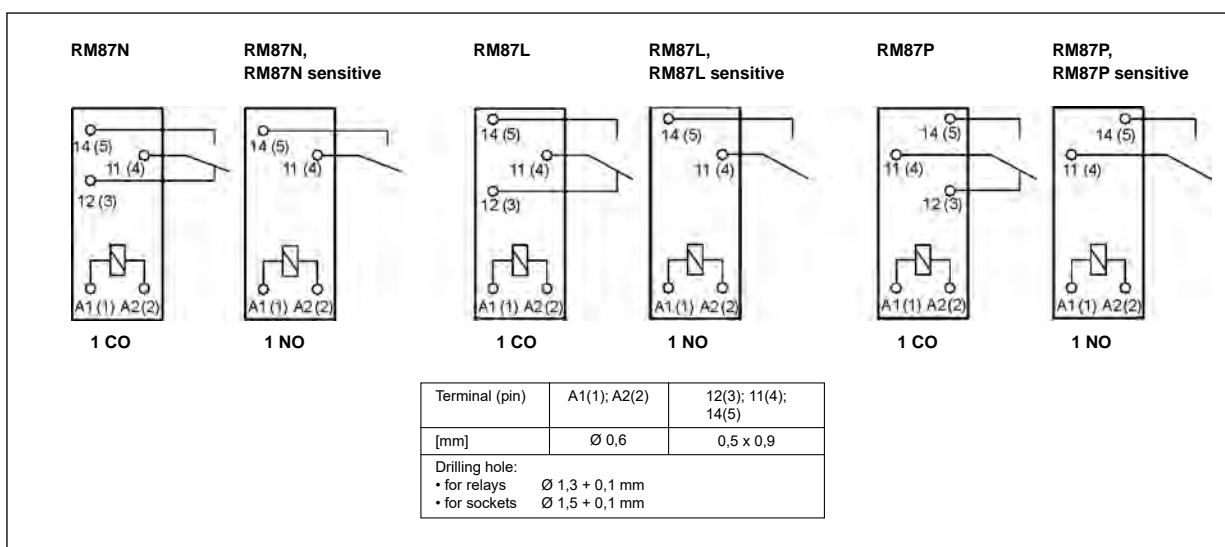 RM87N
RM87N,
RM87N sensitive
RM87L
RM87L,
RM87L sensitive
RM87P
RM87P,
RM87P sensitive
14 (5)
11 (4)
12 (3)
A1 (1) A2 (2)
1 CO
14 (5)
11 (4)
A1 (1) A2 (2)
1 NO
14 (5)
11 (4)
12 (3)
A1 (1) A2 (2)
1 CO
14 (5)
11 (4)
A1 (1) A2 (2)
1 NO
14 (5)
11 (4)
12 (3)
A1 (1) A2 (2)
1 CO
14 (5)
11 (4)
A1 (1) A2 (2)
1 NO
Terminal (pin)
A1(1); A2(2)
12(3); 11(4);
14(5)
[mm]
Ø 0,6
0,5 x 0,9
Drilling hole:
• for relays Ø 1,3 + 0,1 mm
• for sockets Ø 1,5 + 0,1 mm